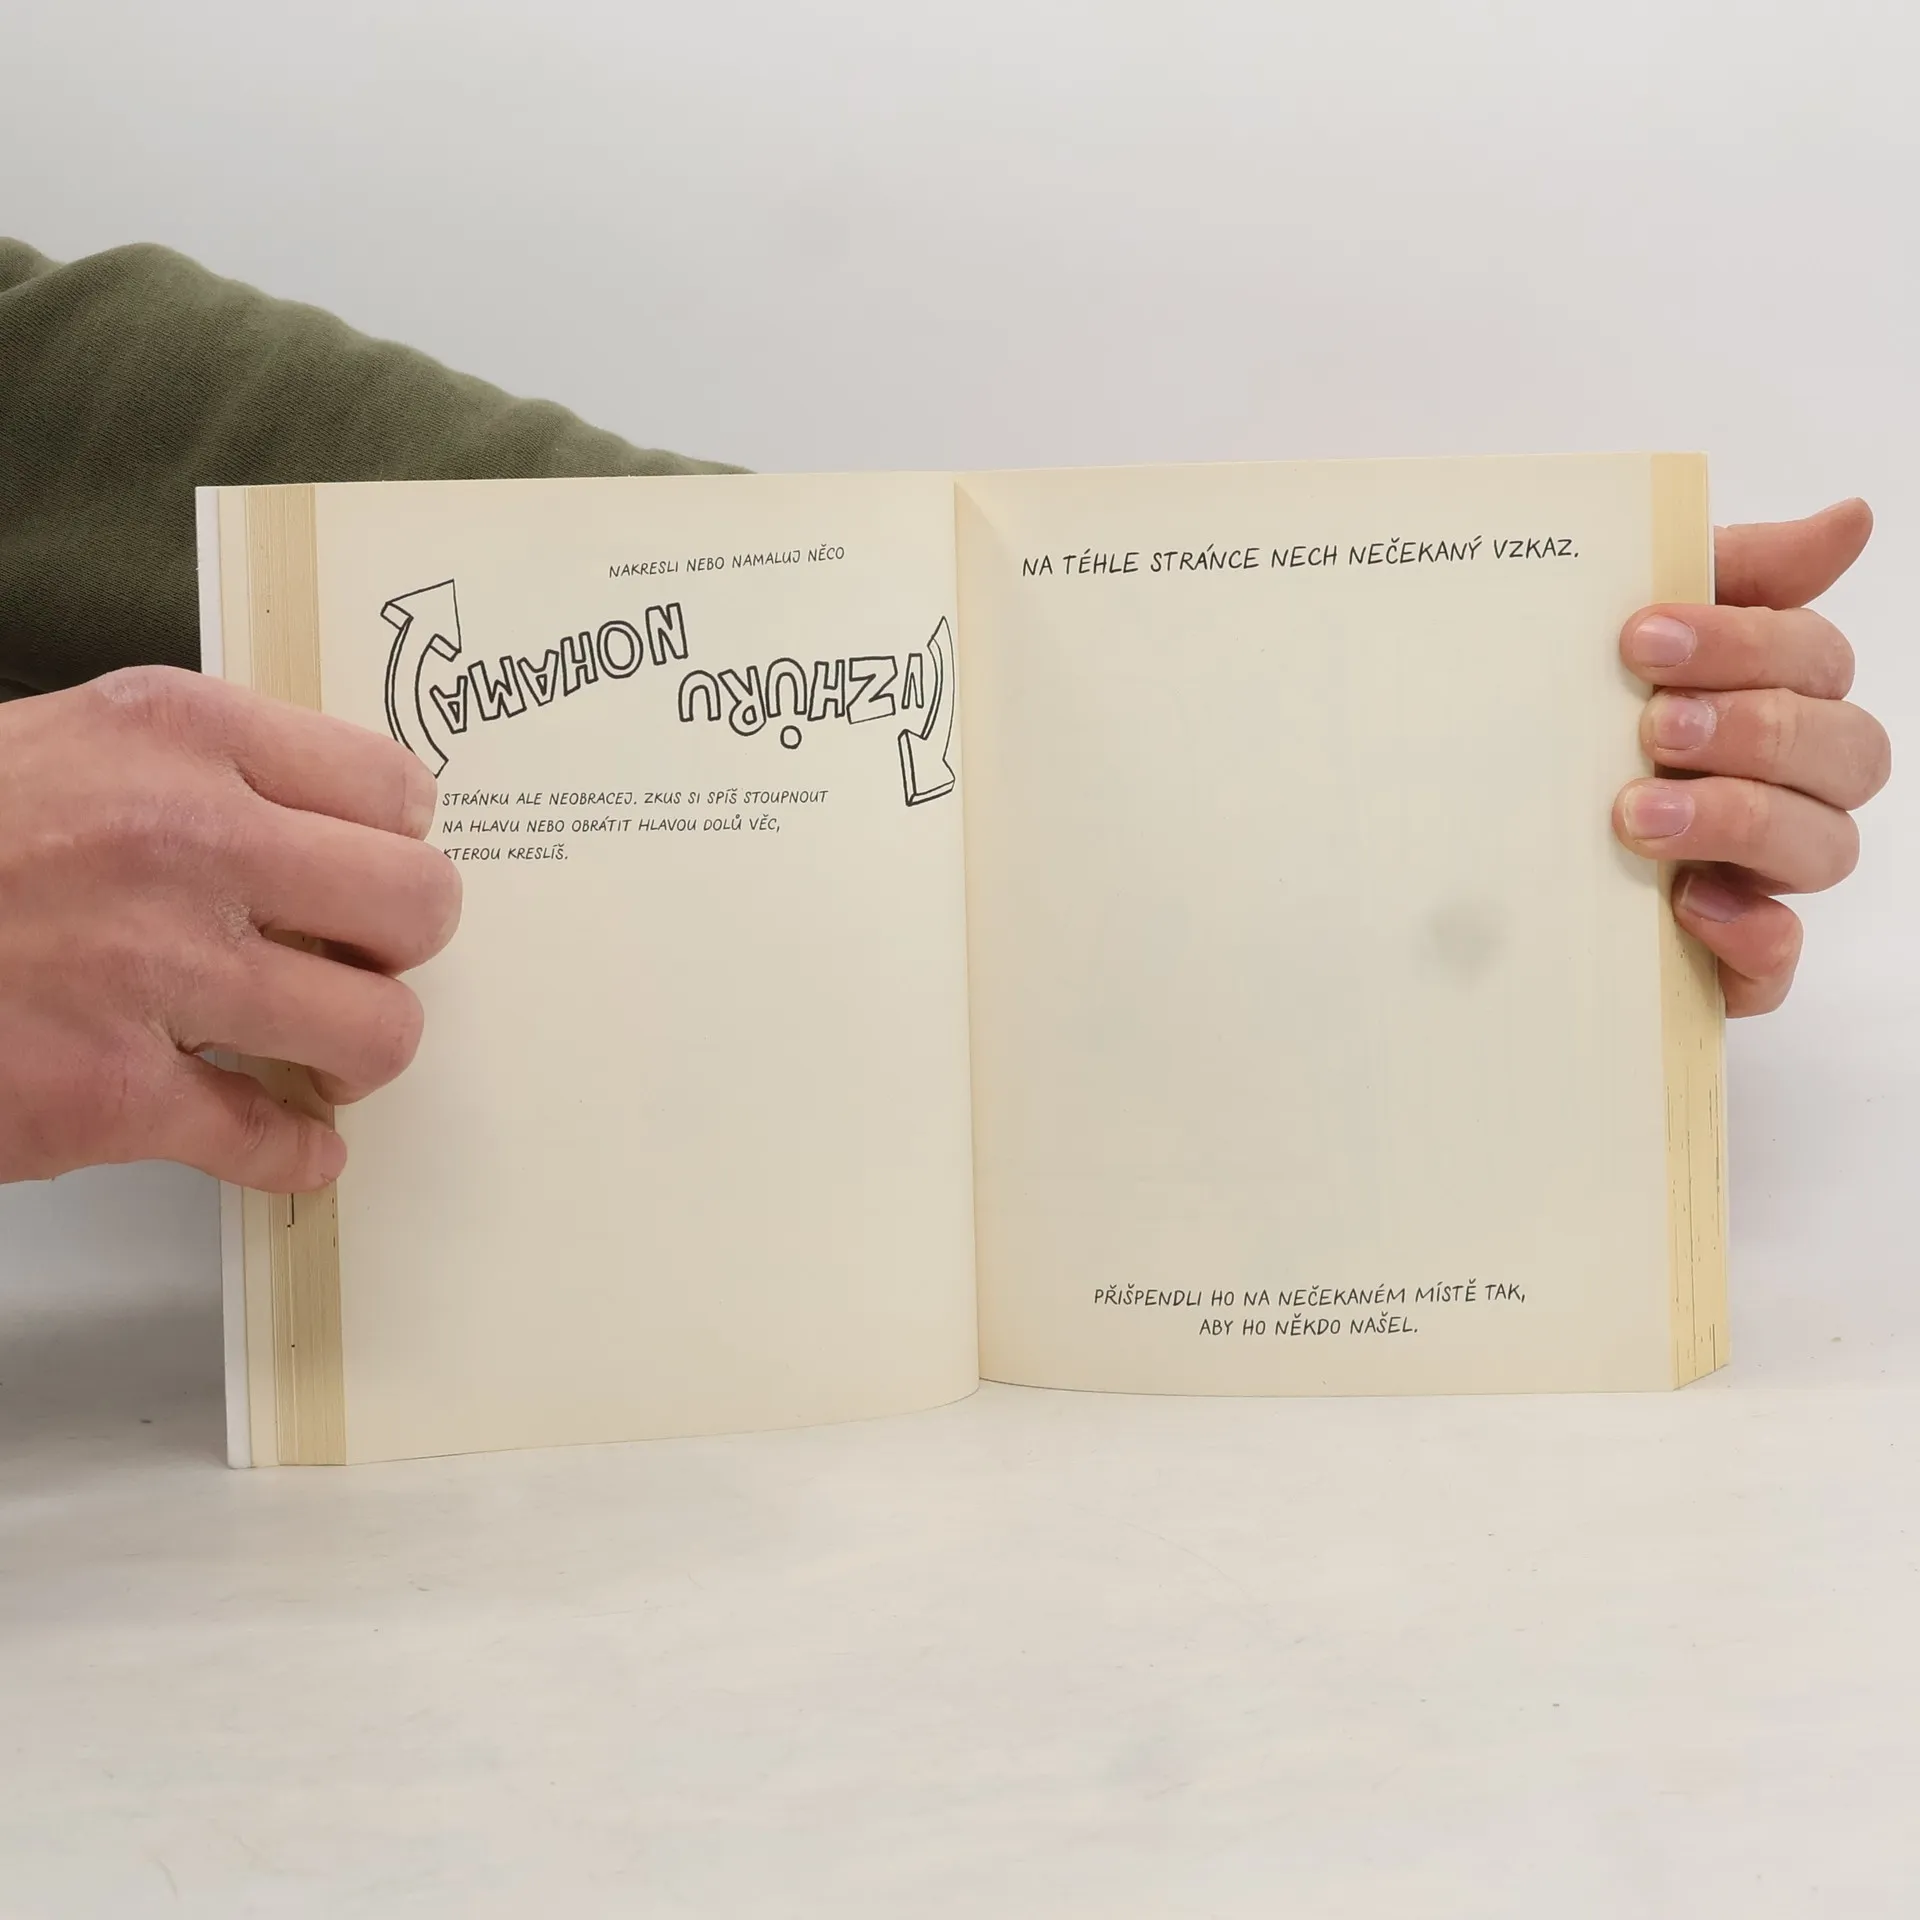 NAKRESLI NEBO NAMALUJ NĚCO
VZHŮRU
NOHAMA
STRÁNKU ALE NEOBRACEJ. ZKUS SI SPÍŠ STOUPNOUT
NA HLAVU NEBO OBRÁTIT HLAVOU DOLŮ VĚC,
KTEROU KRESLÍŠ.
NA TÉHLE STRÁNCE NECH NEČEKANÝ VZKAZ.
PŘIŠPENDLI HO NA NEČEKANÉM MÍSTĚ TAK,
ABY HO NĚKDO NAŠEL.